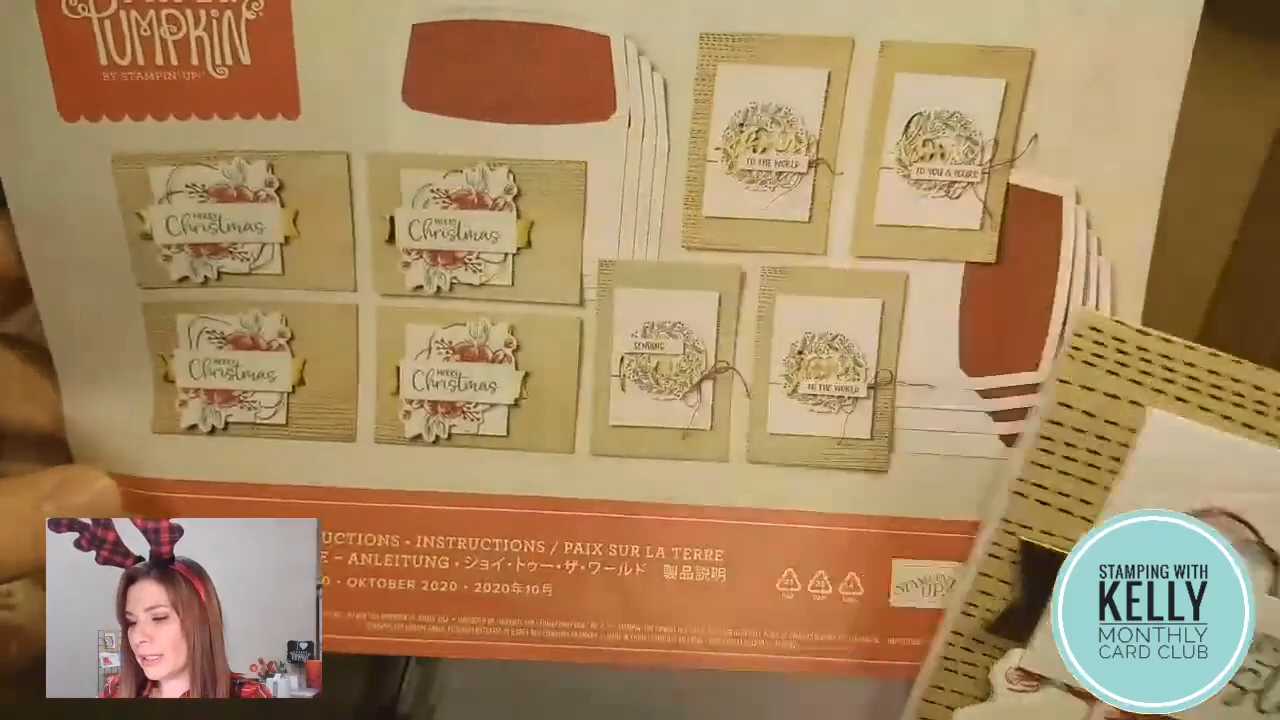 PUMPKIN
BY STAMPIN' UP!
TO THE WORLD
TO YOU & YOURS
MERRY
Christmas
MERRY
Christmas
SENDING
TO THE WORLD
MERRY
Christmas
MERRY
Christmas
UCTIONS • INSTRUCTIONS / PAIX SUR LA TERRE
E – ANLEITUNG • ジョイ・トゥー・ザ・ワールド 製品説明
0 • OKTOBER 2020 • 2020年10月
STAMPIN' UP!
STAMPING WITH
KELLY
MONTHLY
CARD CLUB